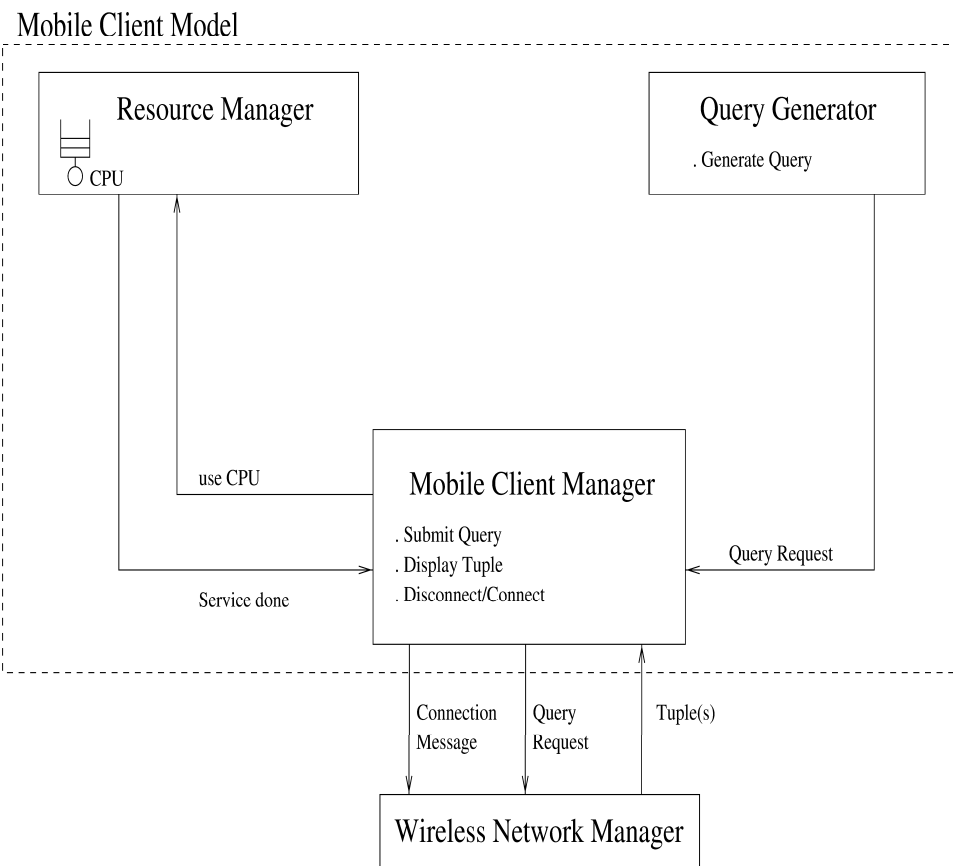 Mobile Client Model
Resource Manager
CPU
Query Generator
. Generate Query
use CPU
Service done
Mobile Client Manager
. Submit Query
. Display Tuple
. Disconnect/Connect
Query Request
Connection
Message
Query
Request
Tuple(s)
Wireless Network Manager